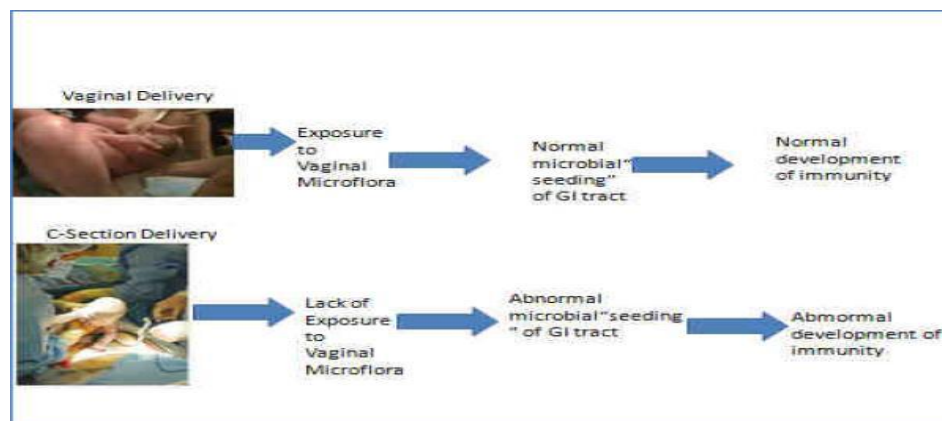 Vaginal Delivery
Exposure
to
Vaginal
Microflora
Normal
microbial“
seeding”
of GI tract
Normal
development
of immunity
C-Section Delivery
Lack of
Exposure
to
Vaginal
Microflora
Abnormal
microbial“seeding
” of GI tract
Abmormal
development of
immunity